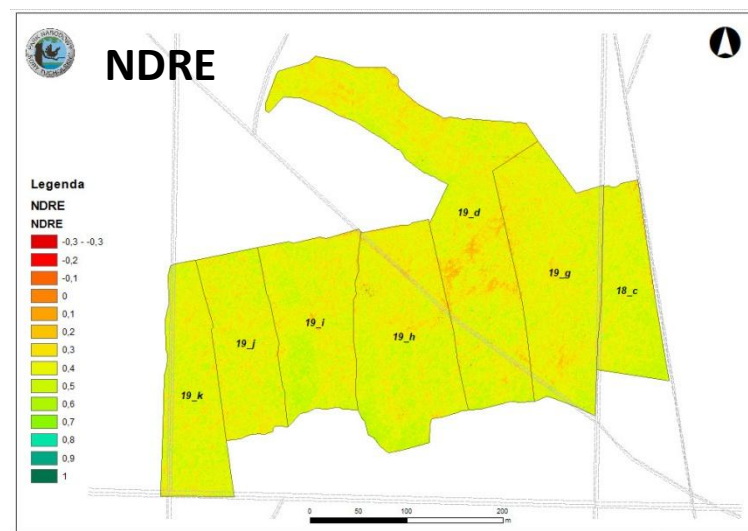 NDRE
Legenda
NDRE
NDRE
-0,3 - -0,3
-0,2
-0,1
0
0,1
0,2
0,3
0,4
0,5
0,6
0,7
0,8
0,9
1
19_d
19_g
18_c
19_i
19_h
19_j
19_k
0 50 100 200
m